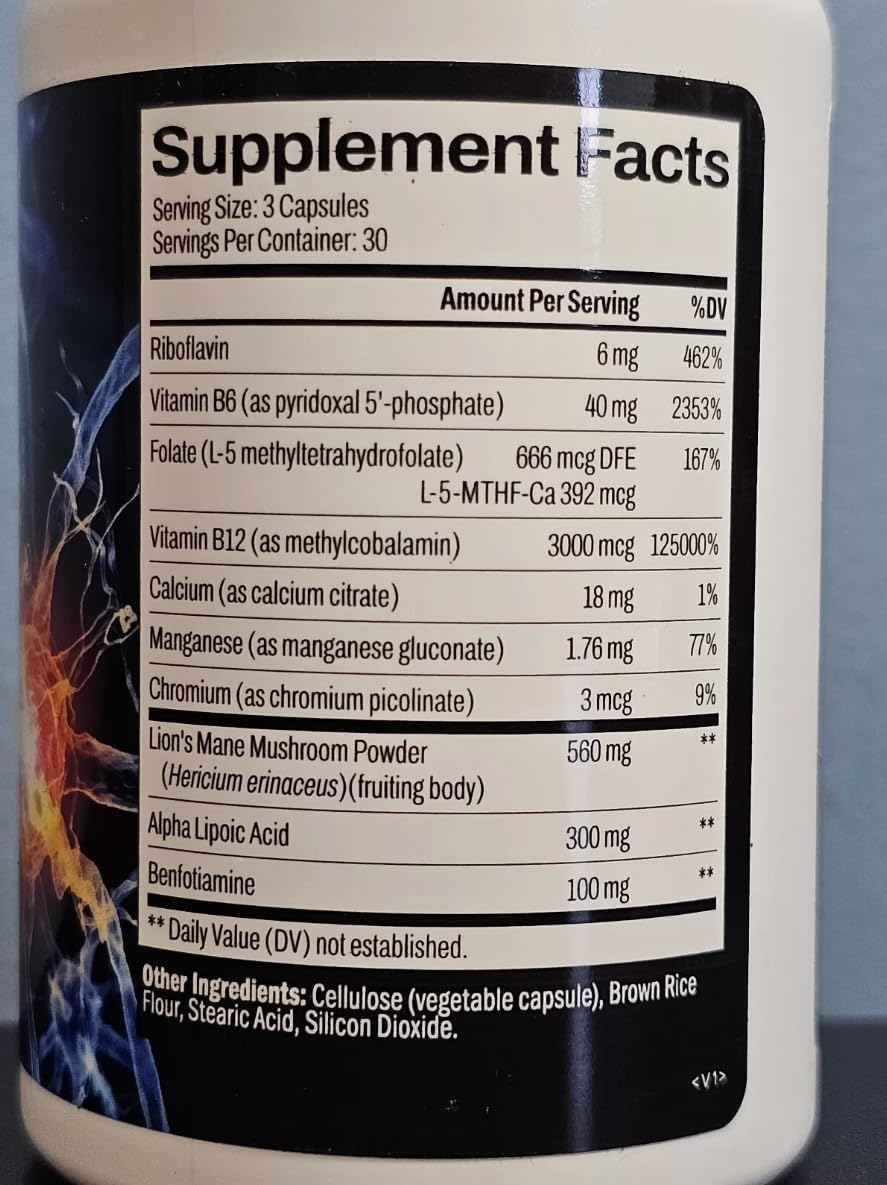 Supplement Facts
Serving Size: 3 Capsules
Servings Per Container: 30
Amount Per Serving %DV
Riboflavin 6 mg 462%
Vitamin B6 (as pyridoxal 5'-phosphate) 40 mg 2353%
Folate (L-5 methyltetrahydrofolate) 666 mcg DFE 167%
L-5-MTHF-Ca 392 mcg
Vitamin B12 (as methylcobalamin) 3000 mcg 125000%
Calcium (as calcium citrate) 18 mg 1%
Manganese (as manganese gluconate) 1.76 mg 77%
Chromium (as chromium picolinate) 3 mcg 9%
Lion's Mane Mushroom Powder 560 mg **
(Hericium erinaceus)(fruiting body)
Alpha Lipoic Acid 300 mg **
Benfotiamine 100 mg **
** Daily Value (DV) not established.
Other Ingredients: Cellulose (vegetable capsule), Brown Rice
Flour, Stearic Acid, Silicon Dioxide.
<V1>